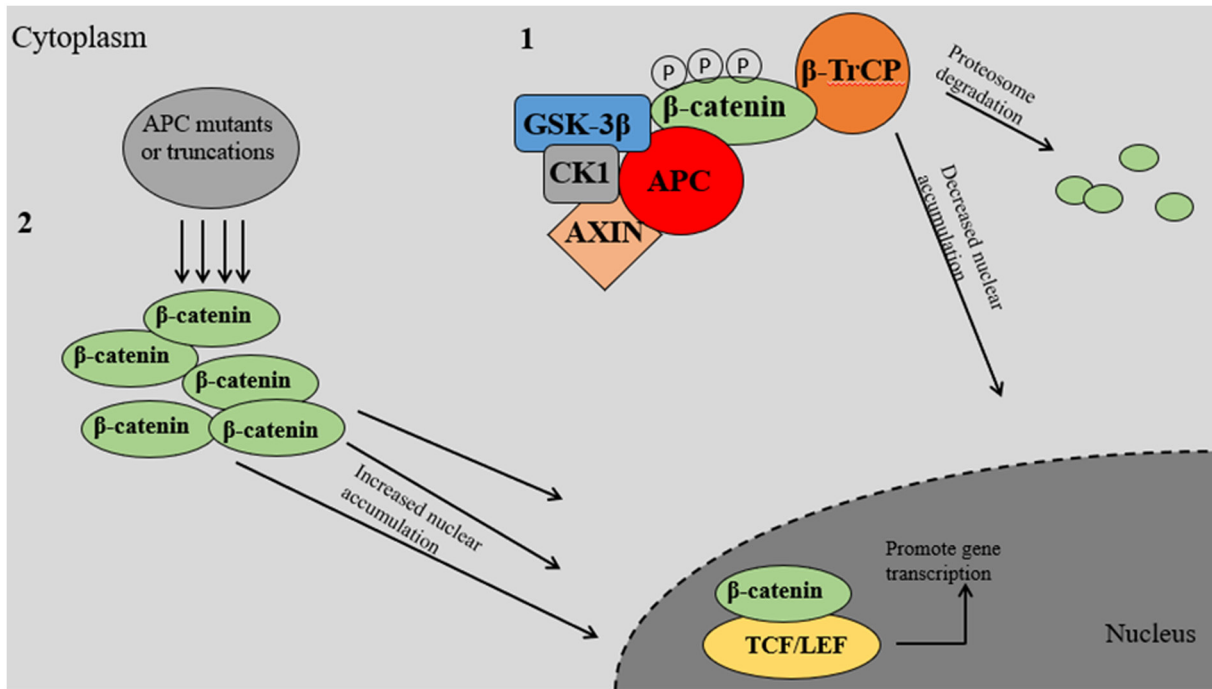 Cytoplasm
1
P P P
β-TrCP
β-catenin
GSK-3β
CK1
APC
AXIN
Proteosome
degradation
Decreased nuclear
accumulation
APC mutants
or truncations
2
β-catenin
β-catenin
β-catenin
β-catenin
β-catenin
Increased nuclear
accumulation
Promote gene
transcription
β-catenin
TCF/LEF
Nucleus